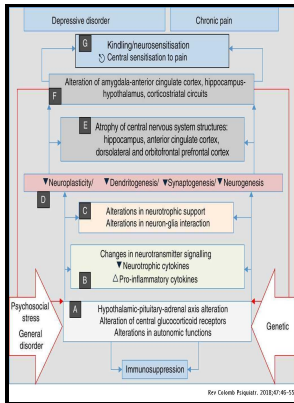 Depressive disorder
Chronic pain
G
Kindling/neurosensitisation
Central sensitisation to pain
Alteration of amygdala-anterior cingulate cortex, hippocampus-
hypothalamus, corticostriatal circuits
F
E
Atrophy of central nervous system structures:
hippocampus, anterior cingulate cortex,
dorsolateral and orbitofrontal prefrontal cortex
▼Neuroplasticity/ ▼Dendritogenesis/ ▼Synaptogenesis/ ▼Neurogenesis
D
C
Alterations in neurotrophic support
Alterations in neuron-glia interaction
Changes in neurotransmitter signalling
▼ Neurotrophic cytokines
B
△ Pro-inflammatory cytokines
Psychosocial
stress
General
disorder
A
Hypothalamic-pituitary-adrenal axis alteration
Alteration of central glucocorticoid receptors
Alterations in autonomic functions
Genetic
Immunosuppression
Rev Colomb Psiquiatr. 2018;47:46-55